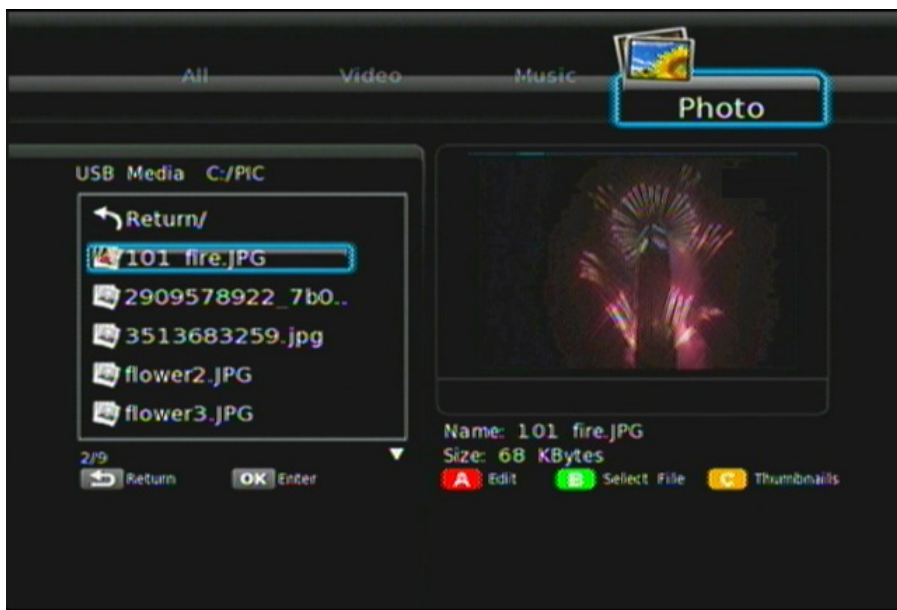 All Video Music Photo
USB Media C:/PIC
Return/
101 fire.JPG
2909578922_7b0..
3513683259.jpg
flower2.JPG
flower3.JPG
2/9
Return OK Enter
Name: 101 fire.JPG
Size: 68 KBytes
A Edit B Select File C Thumbnails